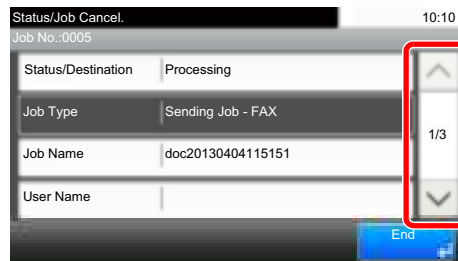 Status/Job Cancel. 10:10
Job No.:0005
Status/Destination Processing
Job Type Sending Job - FAX
1/3
Job Name doc20130404115151
User Name
End